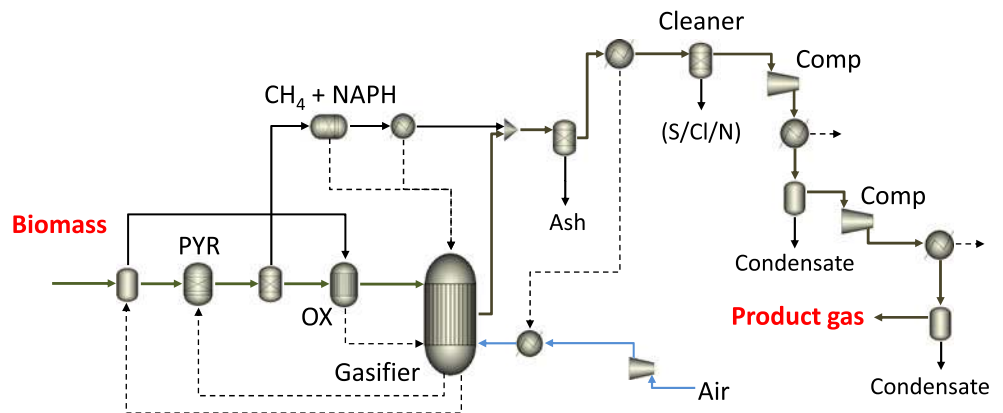 Cleaner
Comp
CH₄ + NAPH
(S/Cl/N)
Biomass
Ash
Comp
PYR
Condensate
OX
Product gas
Gasifier
Air
Condensate